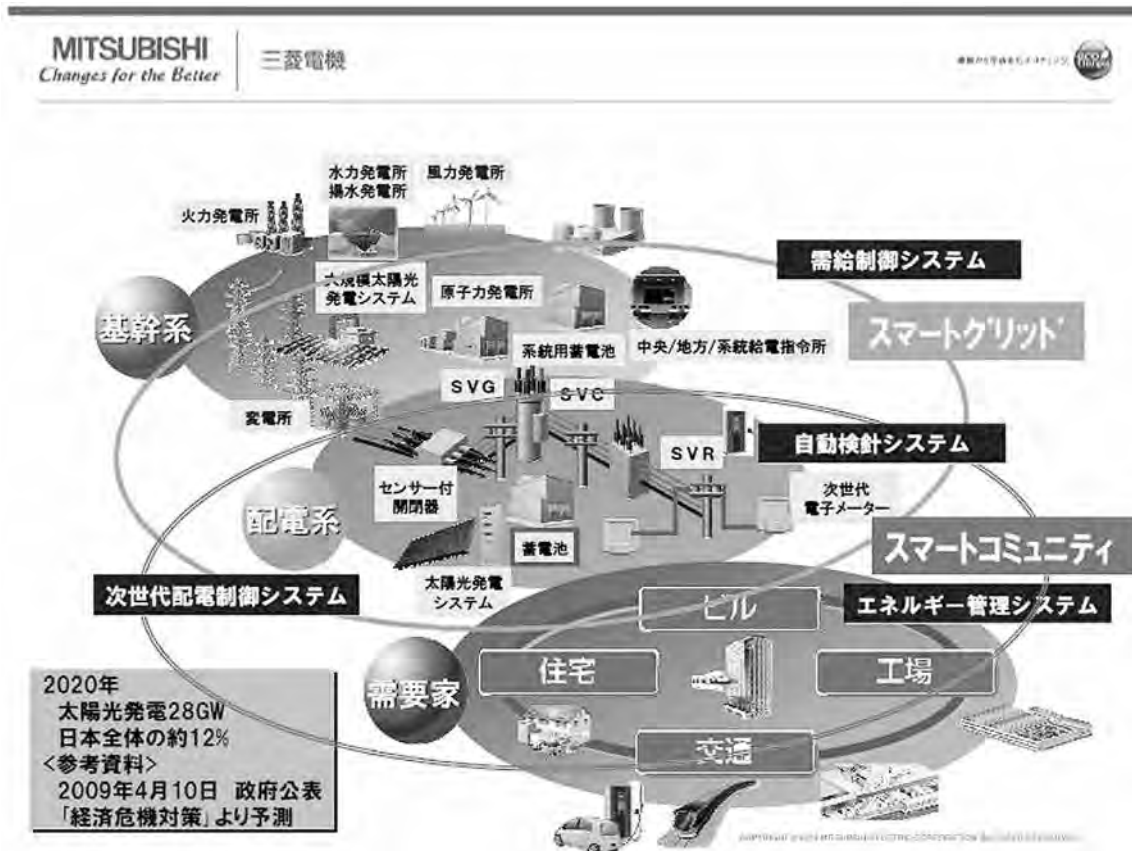 MITSUBISHI
Changes for the Better
三菱電機
水力発電所
揚水発電所
風力発電所
火力発電所
需給制御システム
大規模太陽光
発電システム
原子力発電所
基幹系
スマートグリッド
系統用蓄電池
中央/地方/系統給電指令所
SVG
SVC
変電所
自動検針システム
SVR
センサー付
開閉器
次世代
電子メーター
配電系
蓄電池
スマートコミュニティ
太陽光発電
システム
次世代配電制御システム
ビル
エネルギー管理システム
住宅
工場
需要家
交通
2020年
太陽光発電28GW
日本全体の約12%
<参考資料>
2009年4月10日 政府公表
「経済危機対策」より予測